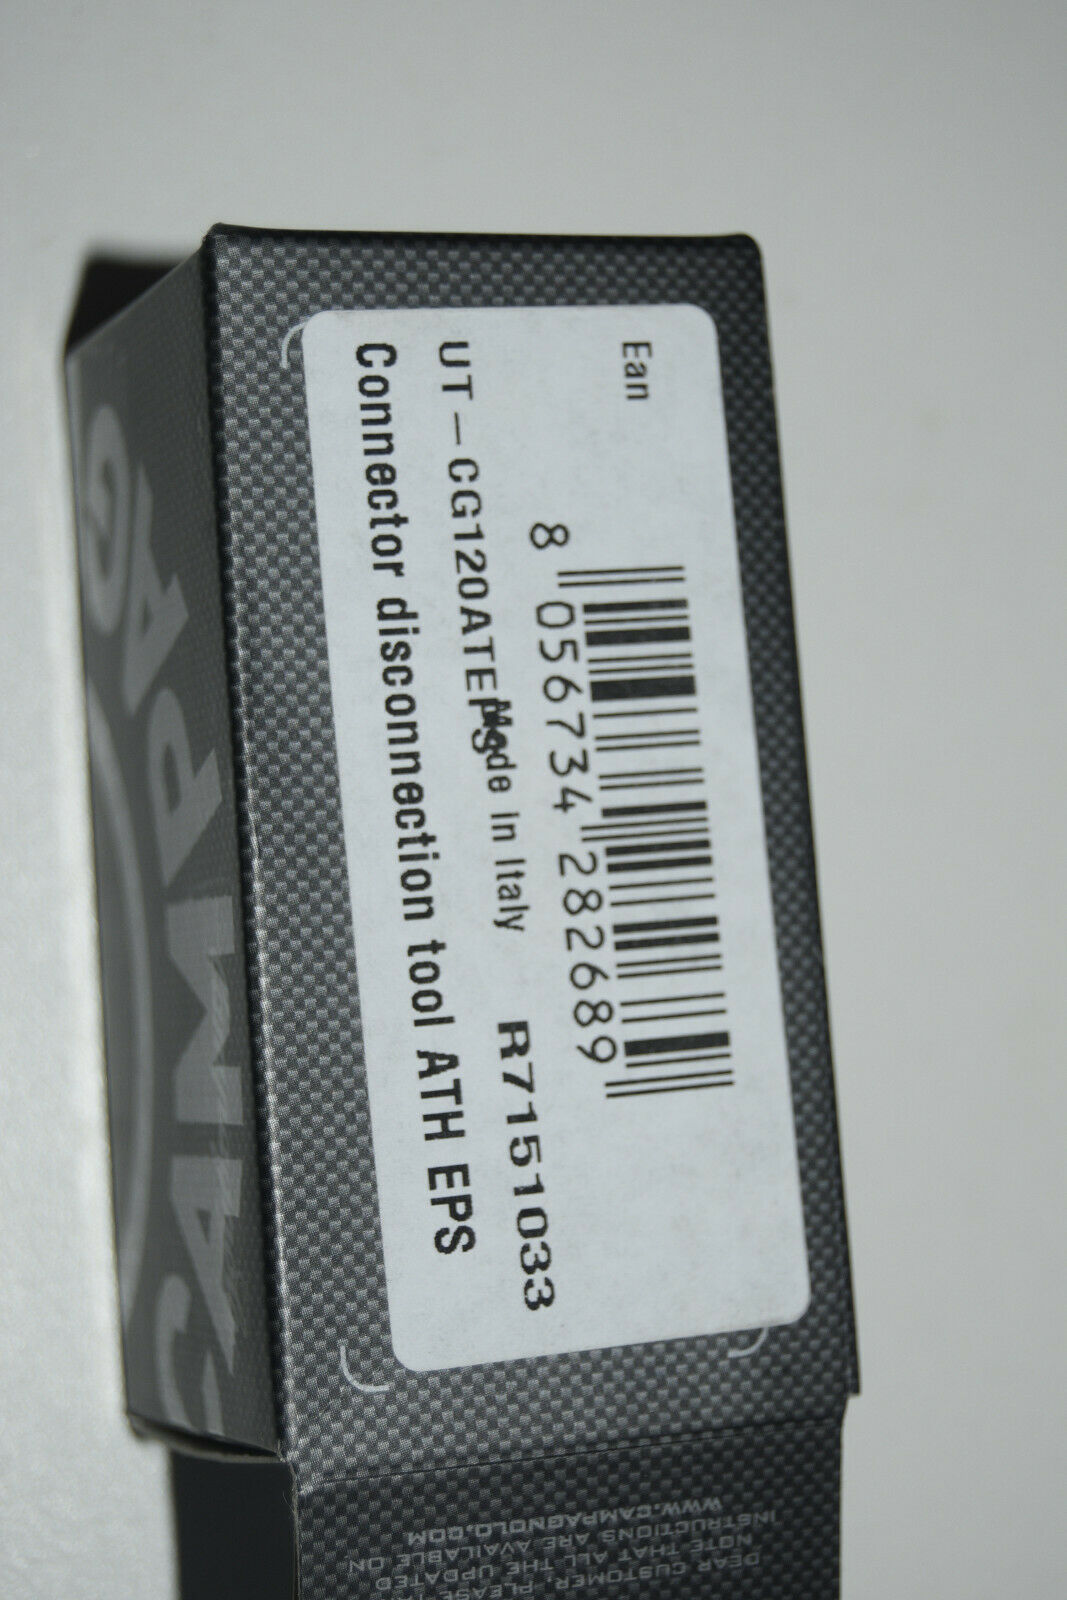 Connector disconnection tool ATH EPS
UT-CG120ATEPS
Made In Italy
R7151033
Ean
8 056734 282689
CAMPAG
DEAR CUSTOMER, PLEASE
NOTE THAT ALL THE UPDATED
INSTRUCTIONS ARE AVAILABLE ON
WWW.CAMPAGNOLO.COM